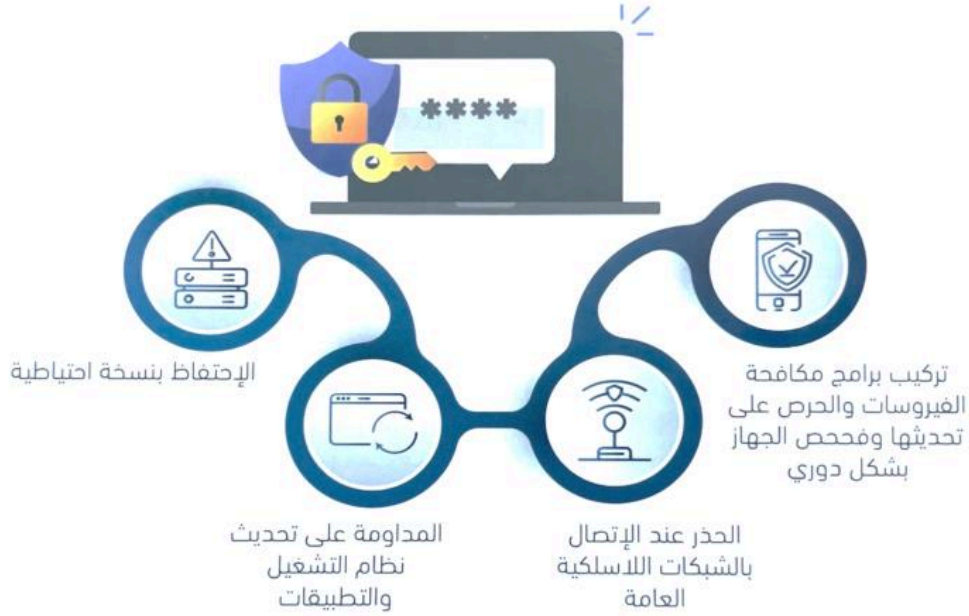 ****
تركيب برامج مكافحة
الفيروسات والحرص على
تحديثها وفححص الجهاز
بشكل دوري
الحذر عند الإتصال
بالشبكات اللاسلكية
العامة
المداومة على تحديث
نظام التشغيل
والتطبيقات
الإحتفاظ بنسخة احتياطية